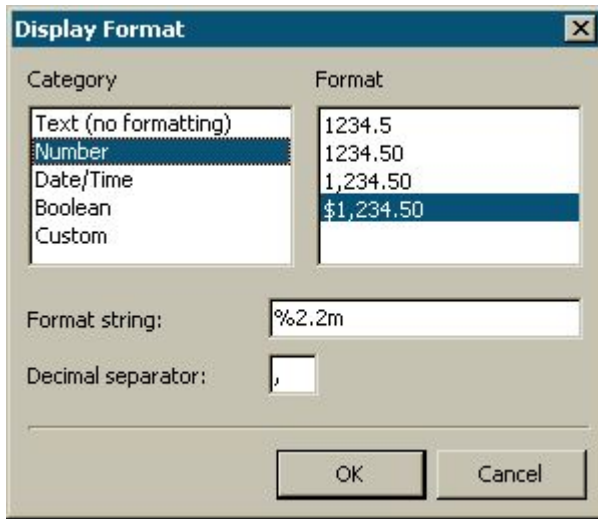 Display Format
Category
Format
Text (no formatting)
Number
Date/Time
Boolean
Custom
1234.5
1234.50
1,234.50
$1,234.50
Format string:
%2.2m
Decimal separator:
,
OK
Cancel